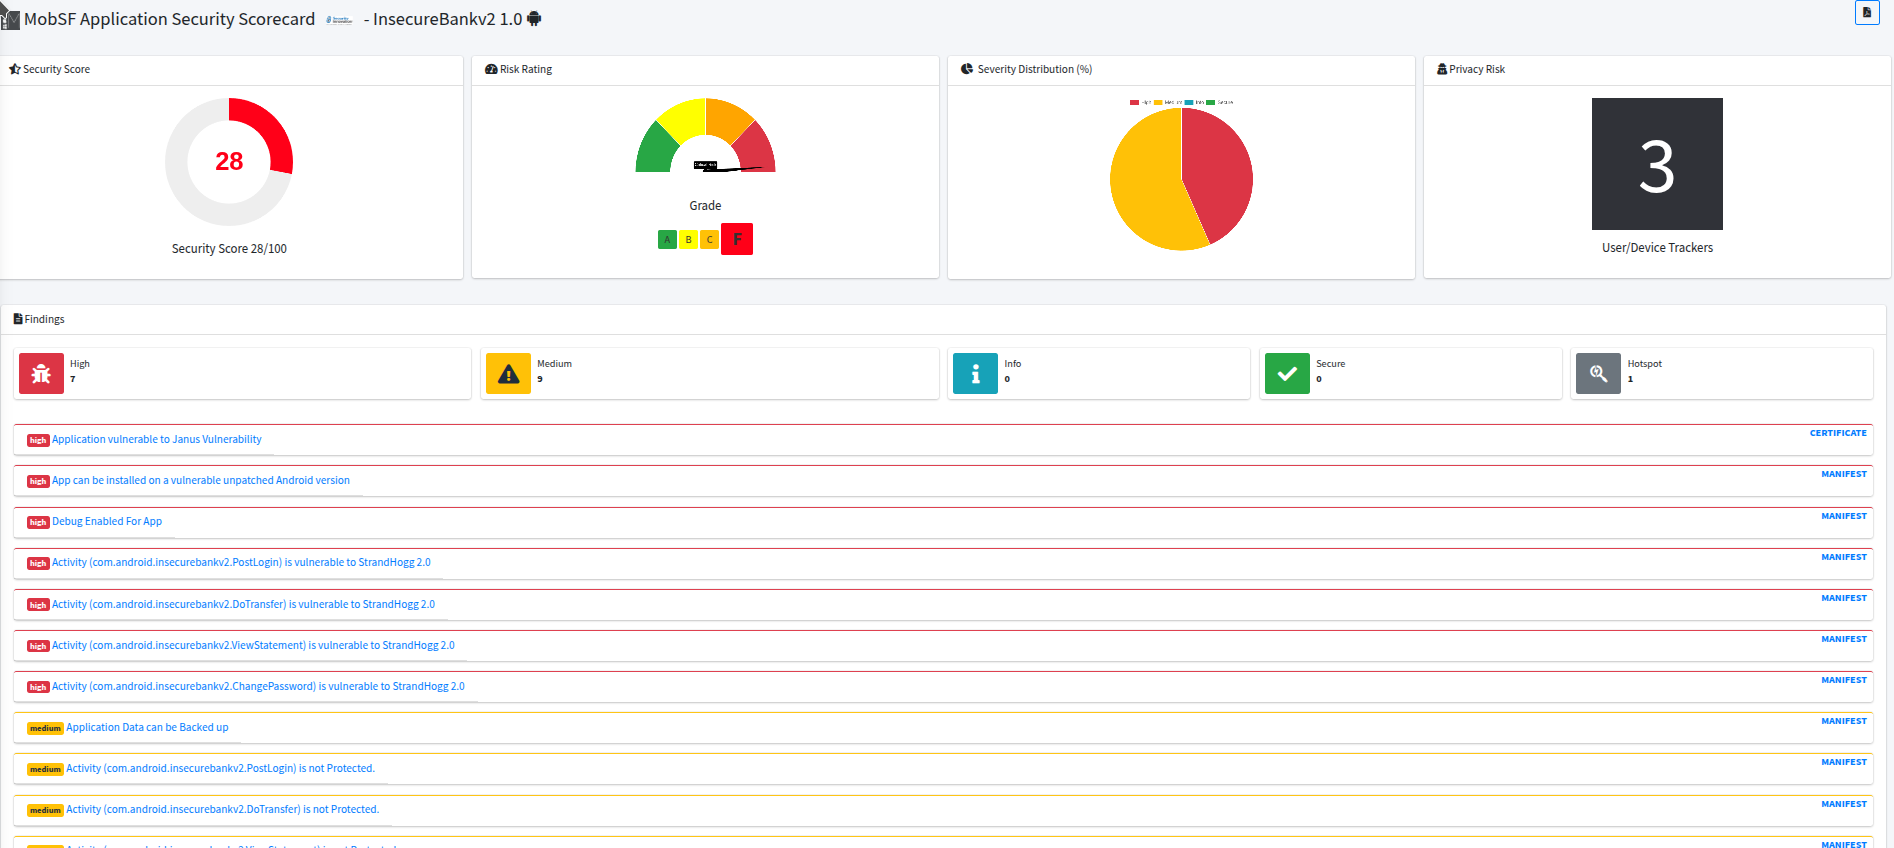 MobSF Application Security Scorecard - InsecureBankv2 1.0
Security Score
Risk Rating
Severity Distribution (%)
Privacy Risk
28
Security Score 28/100
Grade
A B C F
High Medium Info Secure
3
User/Device Trackers
Findings
High
7
Medium
9
Info
0
Secure
0
Hotspot
1
high Application vulnerable to Janus Vulnerability CERTIFICATE
high App can be installed on a vulnerable unpatched Android version MANIFEST
high Debug Enabled For App MANIFEST
high Activity (com.android.insecurebankv2.PostLogin) is vulnerable to StrandHogg 2.0 MANIFEST
high Activity (com.android.insecurebankv2.DoTransfer) is vulnerable to StrandHogg 2.0 MANIFEST
high Activity (com.android.insecurebankv2.ViewStatement) is vulnerable to StrandHogg 2.0 MANIFEST
high Activity (com.android.insecurebankv2.ChangePassword) is vulnerable to StrandHogg 2.0 MANIFEST
medium Application Data can be Backed up MANIFEST
medium Activity (com.android.insecurebankv2.PostLogin) is not Protected. MANIFEST
medium Activity (com.android.insecurebankv2.DoTransfer) is not Protected. MANIFEST
MANIFEST